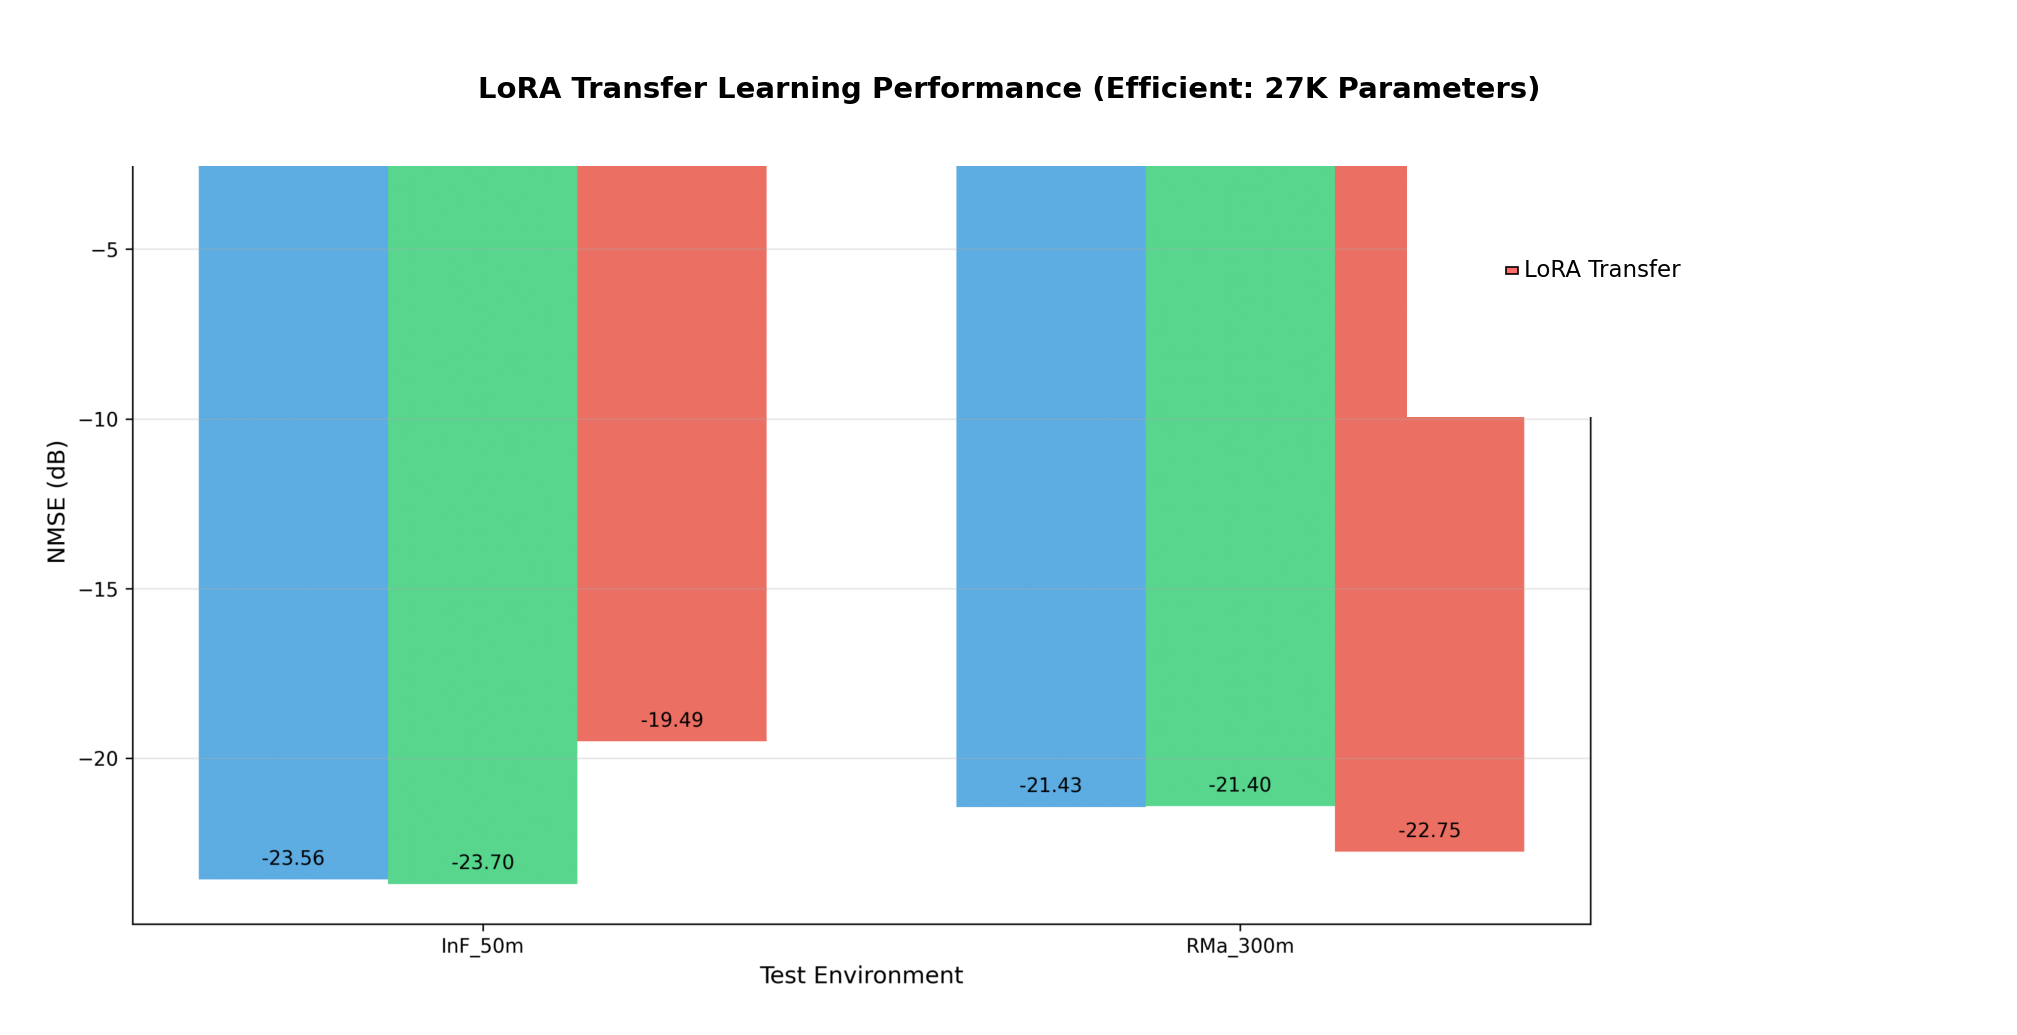 LoRA Transfer Learning Performance (Efficient: 27K Parameters)
−5
−10
−15
−20
NMSE (dB)
LoRA Transfer
-23.56
-23.70
-19.49
-21.43
-21.40
-22.75
InF_50m
RMa_300m
Test Environment